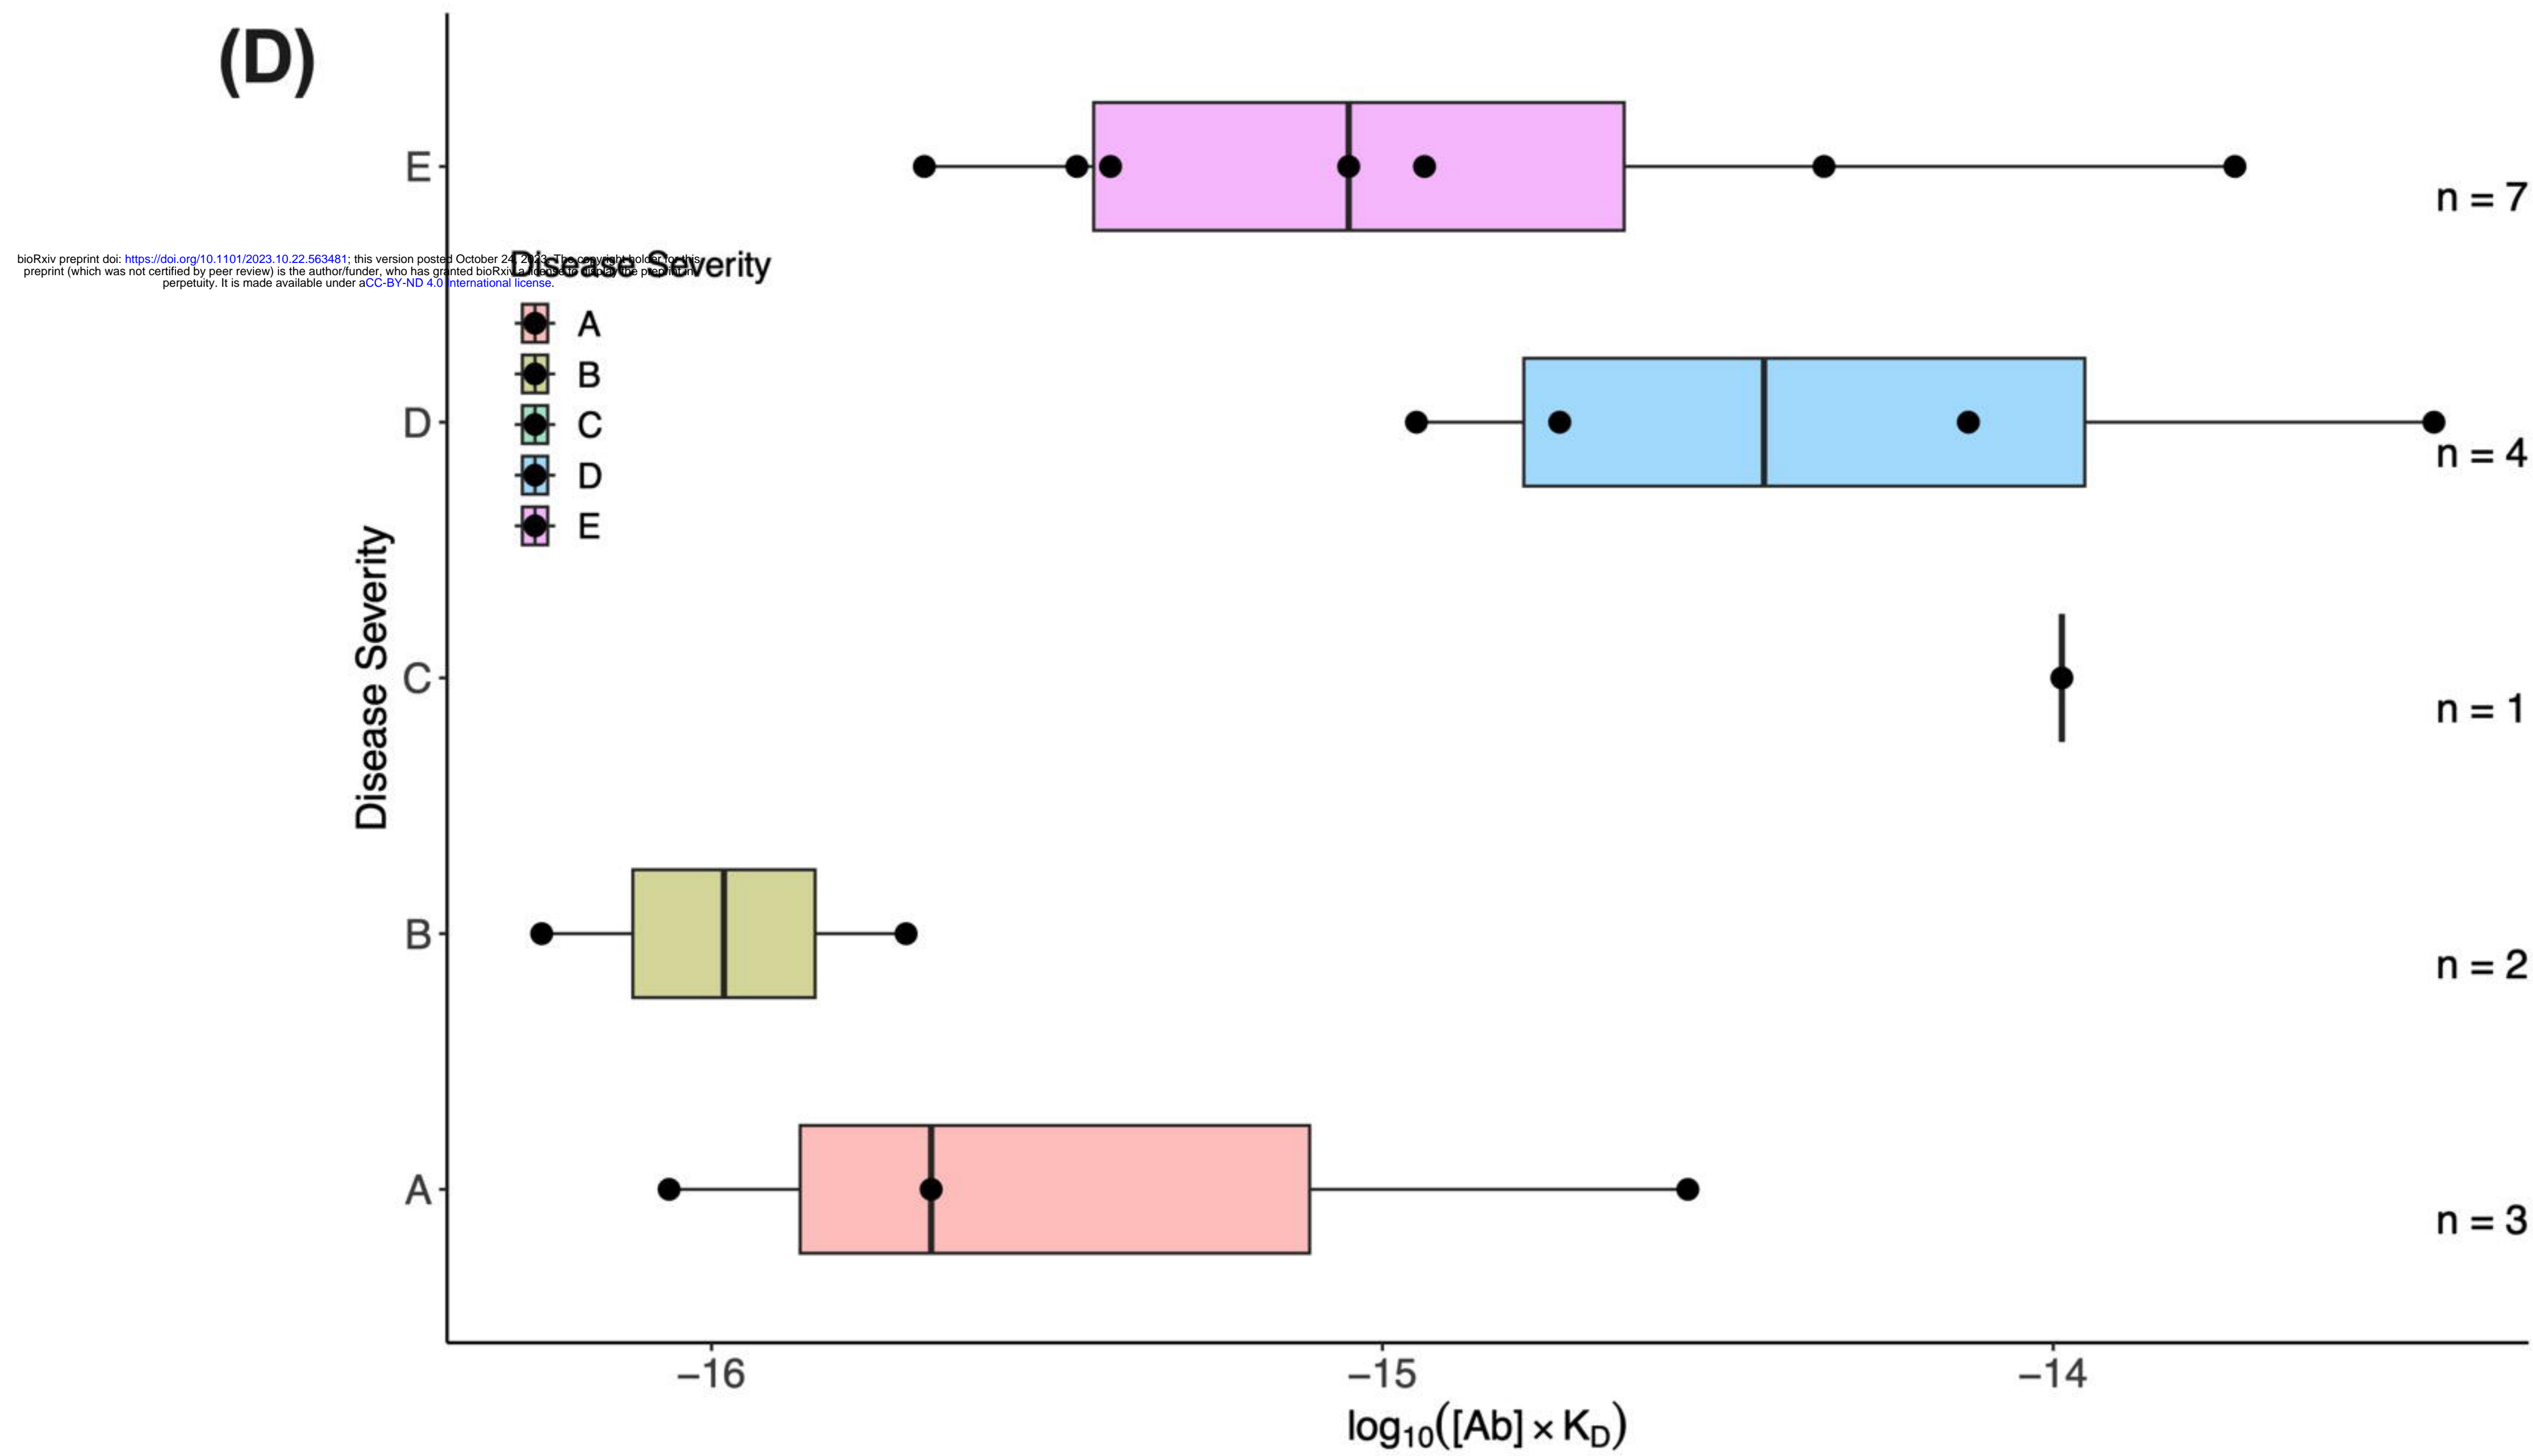 (D)
E
n = 7
bioRxiv preprint doi: https://doi.org/10.1101/2023.10.22.563481; this version posted October 24, 2023. The copyright holder for this
preprint (which was not certified by peer review) is the author/funder, who has granted bioRxiv a license to display the preprint in
perpetuity. It is made available under aCC-BY-ND 4.0 International license.
Disease Severity
A
B
C
D
E
D
n = 4
Disease Severity
C
n = 1
B
n = 2
A
n = 3
−16
−15
−14
log₁₀([Ab] × K_D)